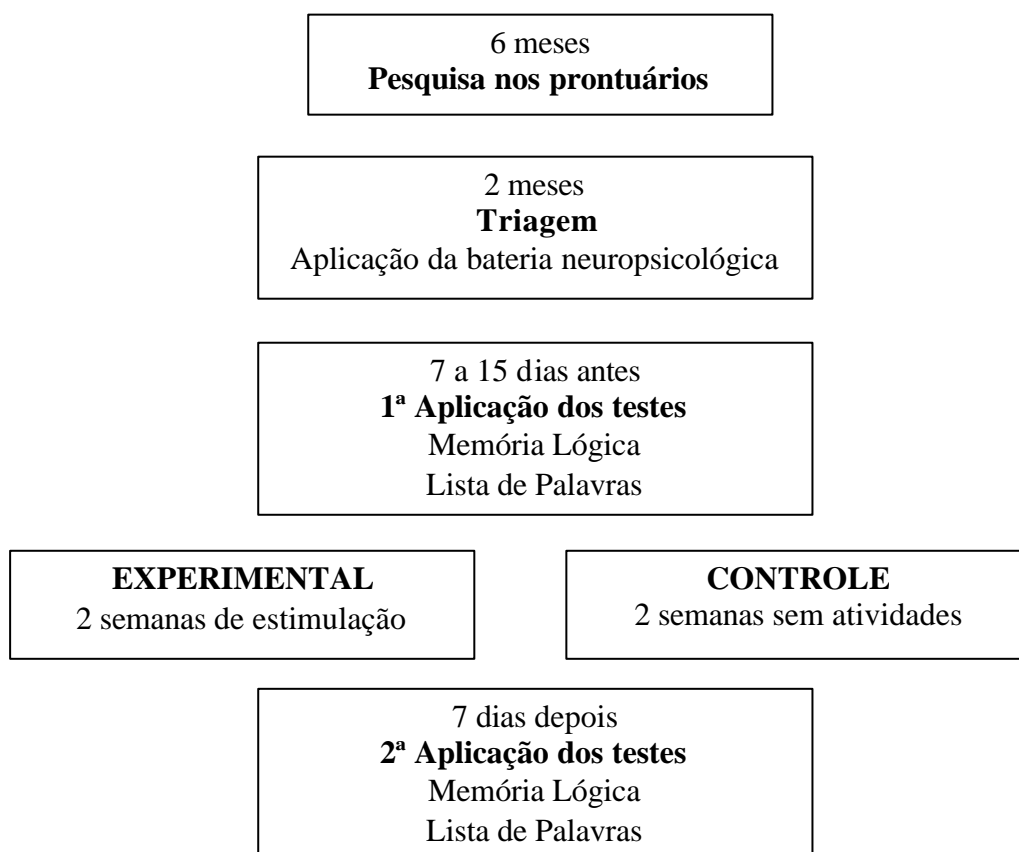 6 meses
Pesquisa nos prontuários
2 meses
Triagem
Aplicação da bateria neuropsicológica
7 a 15 dias antes
1ª Aplicação dos testes
Memória Lógica
Lista de Palavras
EXPERIMENTAL
2 semanas de estimulação
CONTROLE
2 semanas sem atividades
7 dias depois
2ª Aplicação dos testes
Memória Lógica
Lista de Palavras